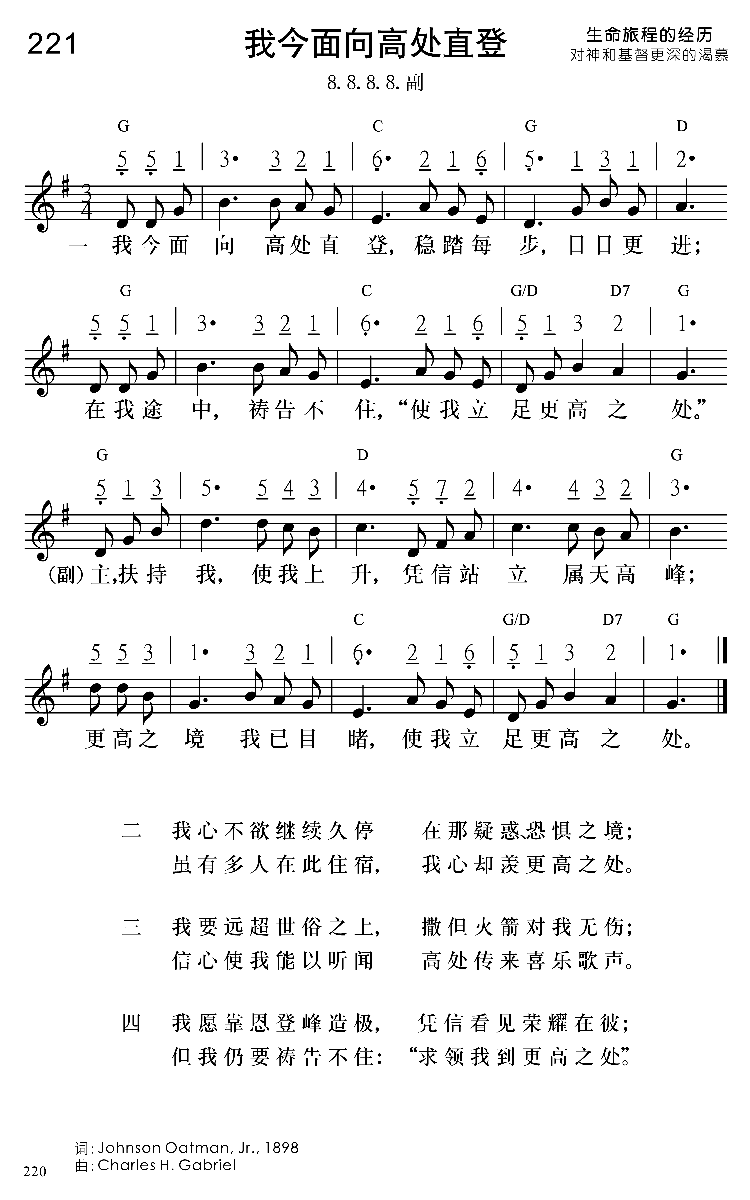 221 我今面向高处直登 生命旅程的经历
对神和基督更深的渴慕
8. 8. 8. 8. 副
G C G D
5 5 1 | 3• 3 2 1 | 6• 2 1 6 | 5• 1 3 1 | 2•
3/4
一 我今面 向 高处直 登，稳踏每 步，日日更 进；
G C G/D D7 G
5 5 1 | 3• 3 2 1 | 6• 2 1 6 | 5 1 3 2 | 1•
在我途 中，祷告不 住，“使我立 足更高 之 处。”
G D G
5 1 3 | 5• 5 4 3 | 4• 5 7 2 | 4• 4 3 2 | 3•
(副)主，扶持 我，使我上 升，凭信站 立 属天高 峰；
C G/D D7 G
5 5 3 | 1• 3 2 1 | 6• 2 1 6 | 5 1 3 2 | 1•
更高之 境 我已目 睹，使我立 足更高 之 处。
二 我心不欲继续久停 在那疑惑、恐惧之境；
虽有多人在此住宿， 我心却羡更高之处。
三 我要远超世俗之上， 撒但火箭对我无伤；
信心使我能以听闻 高处传来喜乐歌声。
四 我愿靠恩登峰造极， 凭信看见荣耀在彼；
但我仍要祷告不住：“求领我到更高之处”。
词：Johnson Oatman, Jr., 1898
曲：Charles H. Gabriel
220